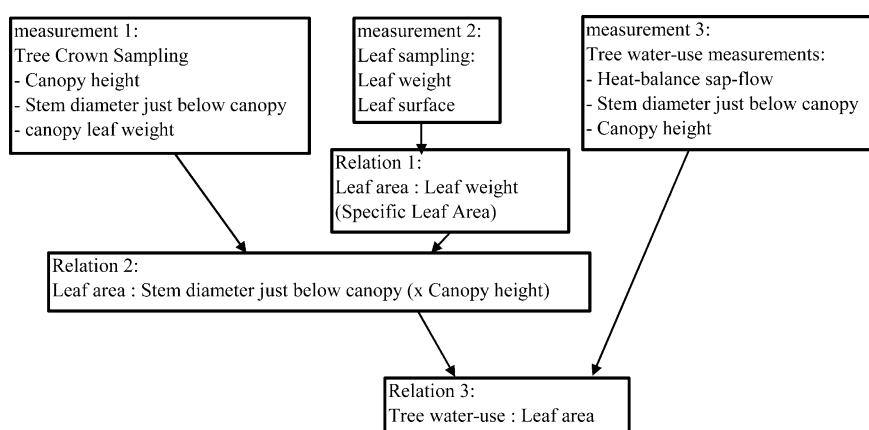 measurement 1:
Tree Crown Sampling
- Canopy height
- Stem diameter just below canopy
- canopy leaf weight
measurement 2:
Leaf sampling:
Leaf weight
Leaf surface
measurement 3:
Tree water-use measurements:
- Heat-balance sap-flow
- Stem diameter just below canopy
- Canopy height
Relation 1:
Leaf area : Leaf weight
(Specific Leaf Area)
Relation 2:
Leaf area : Stem diameter just below canopy (x Canopy height)
Relation 3:
Tree water-use : Leaf area